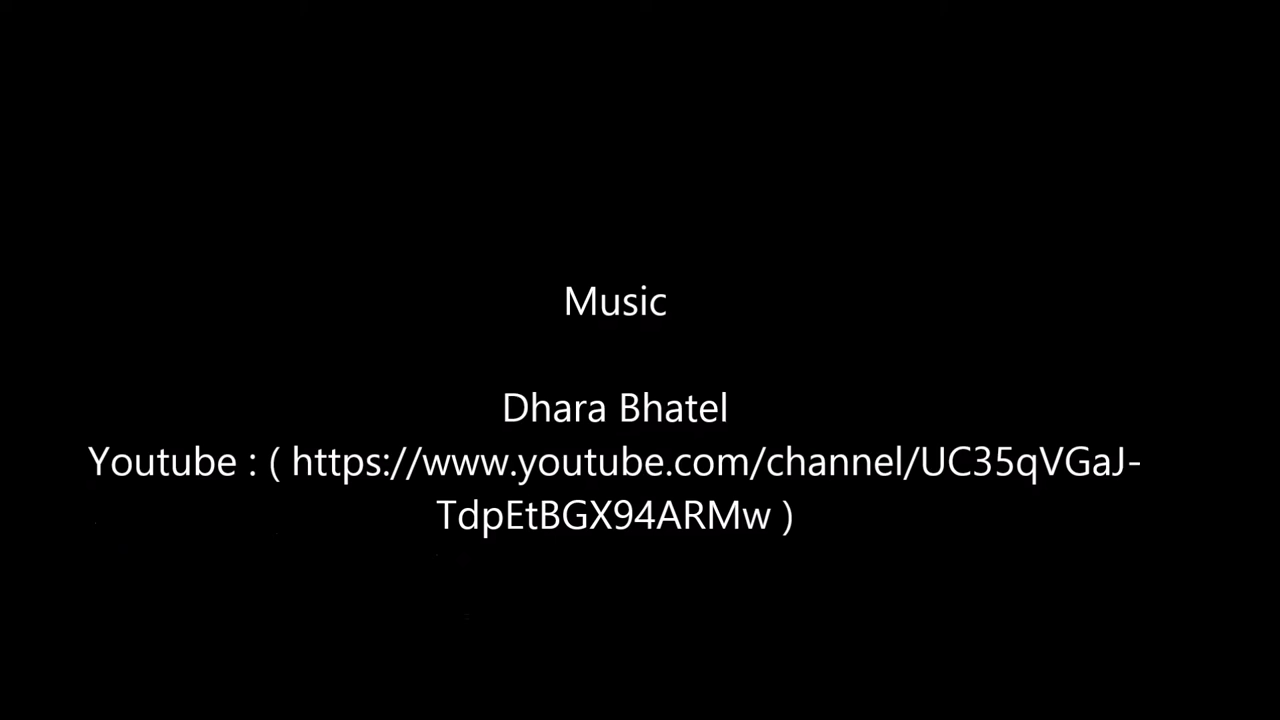 Music
Dhara Bhatel
Youtube : ( https://www.youtube.com/channel/UC35qVGaJ-
TdpEtBGX94ARMw )